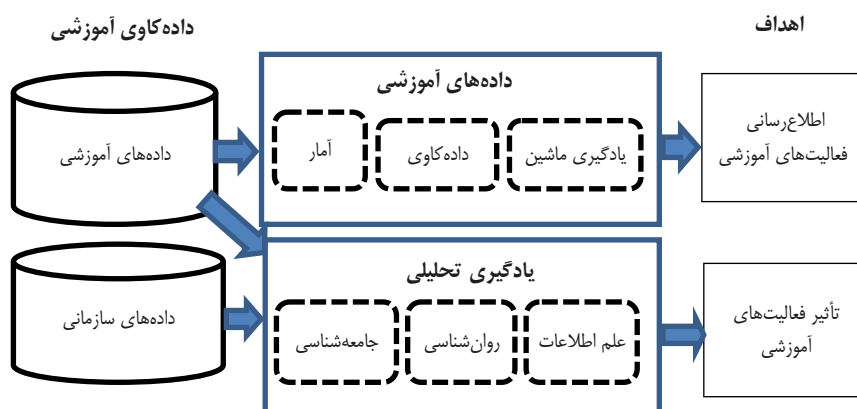 اهداف
داده‌کاوی آموزشی
داده‌های آموزشی
اطلاع‌رسانی
فعالیت‌های آموزشی
یادگیری ماشین
داده‌کاوی
آمار
داده‌های آموزشی
یادگیری تحلیلی
تأثیر فعالیت‌های
آموزشی
علم اطلاعات
روان‌شناسی
جامعه‌شناسی
داده‌های سازمانی